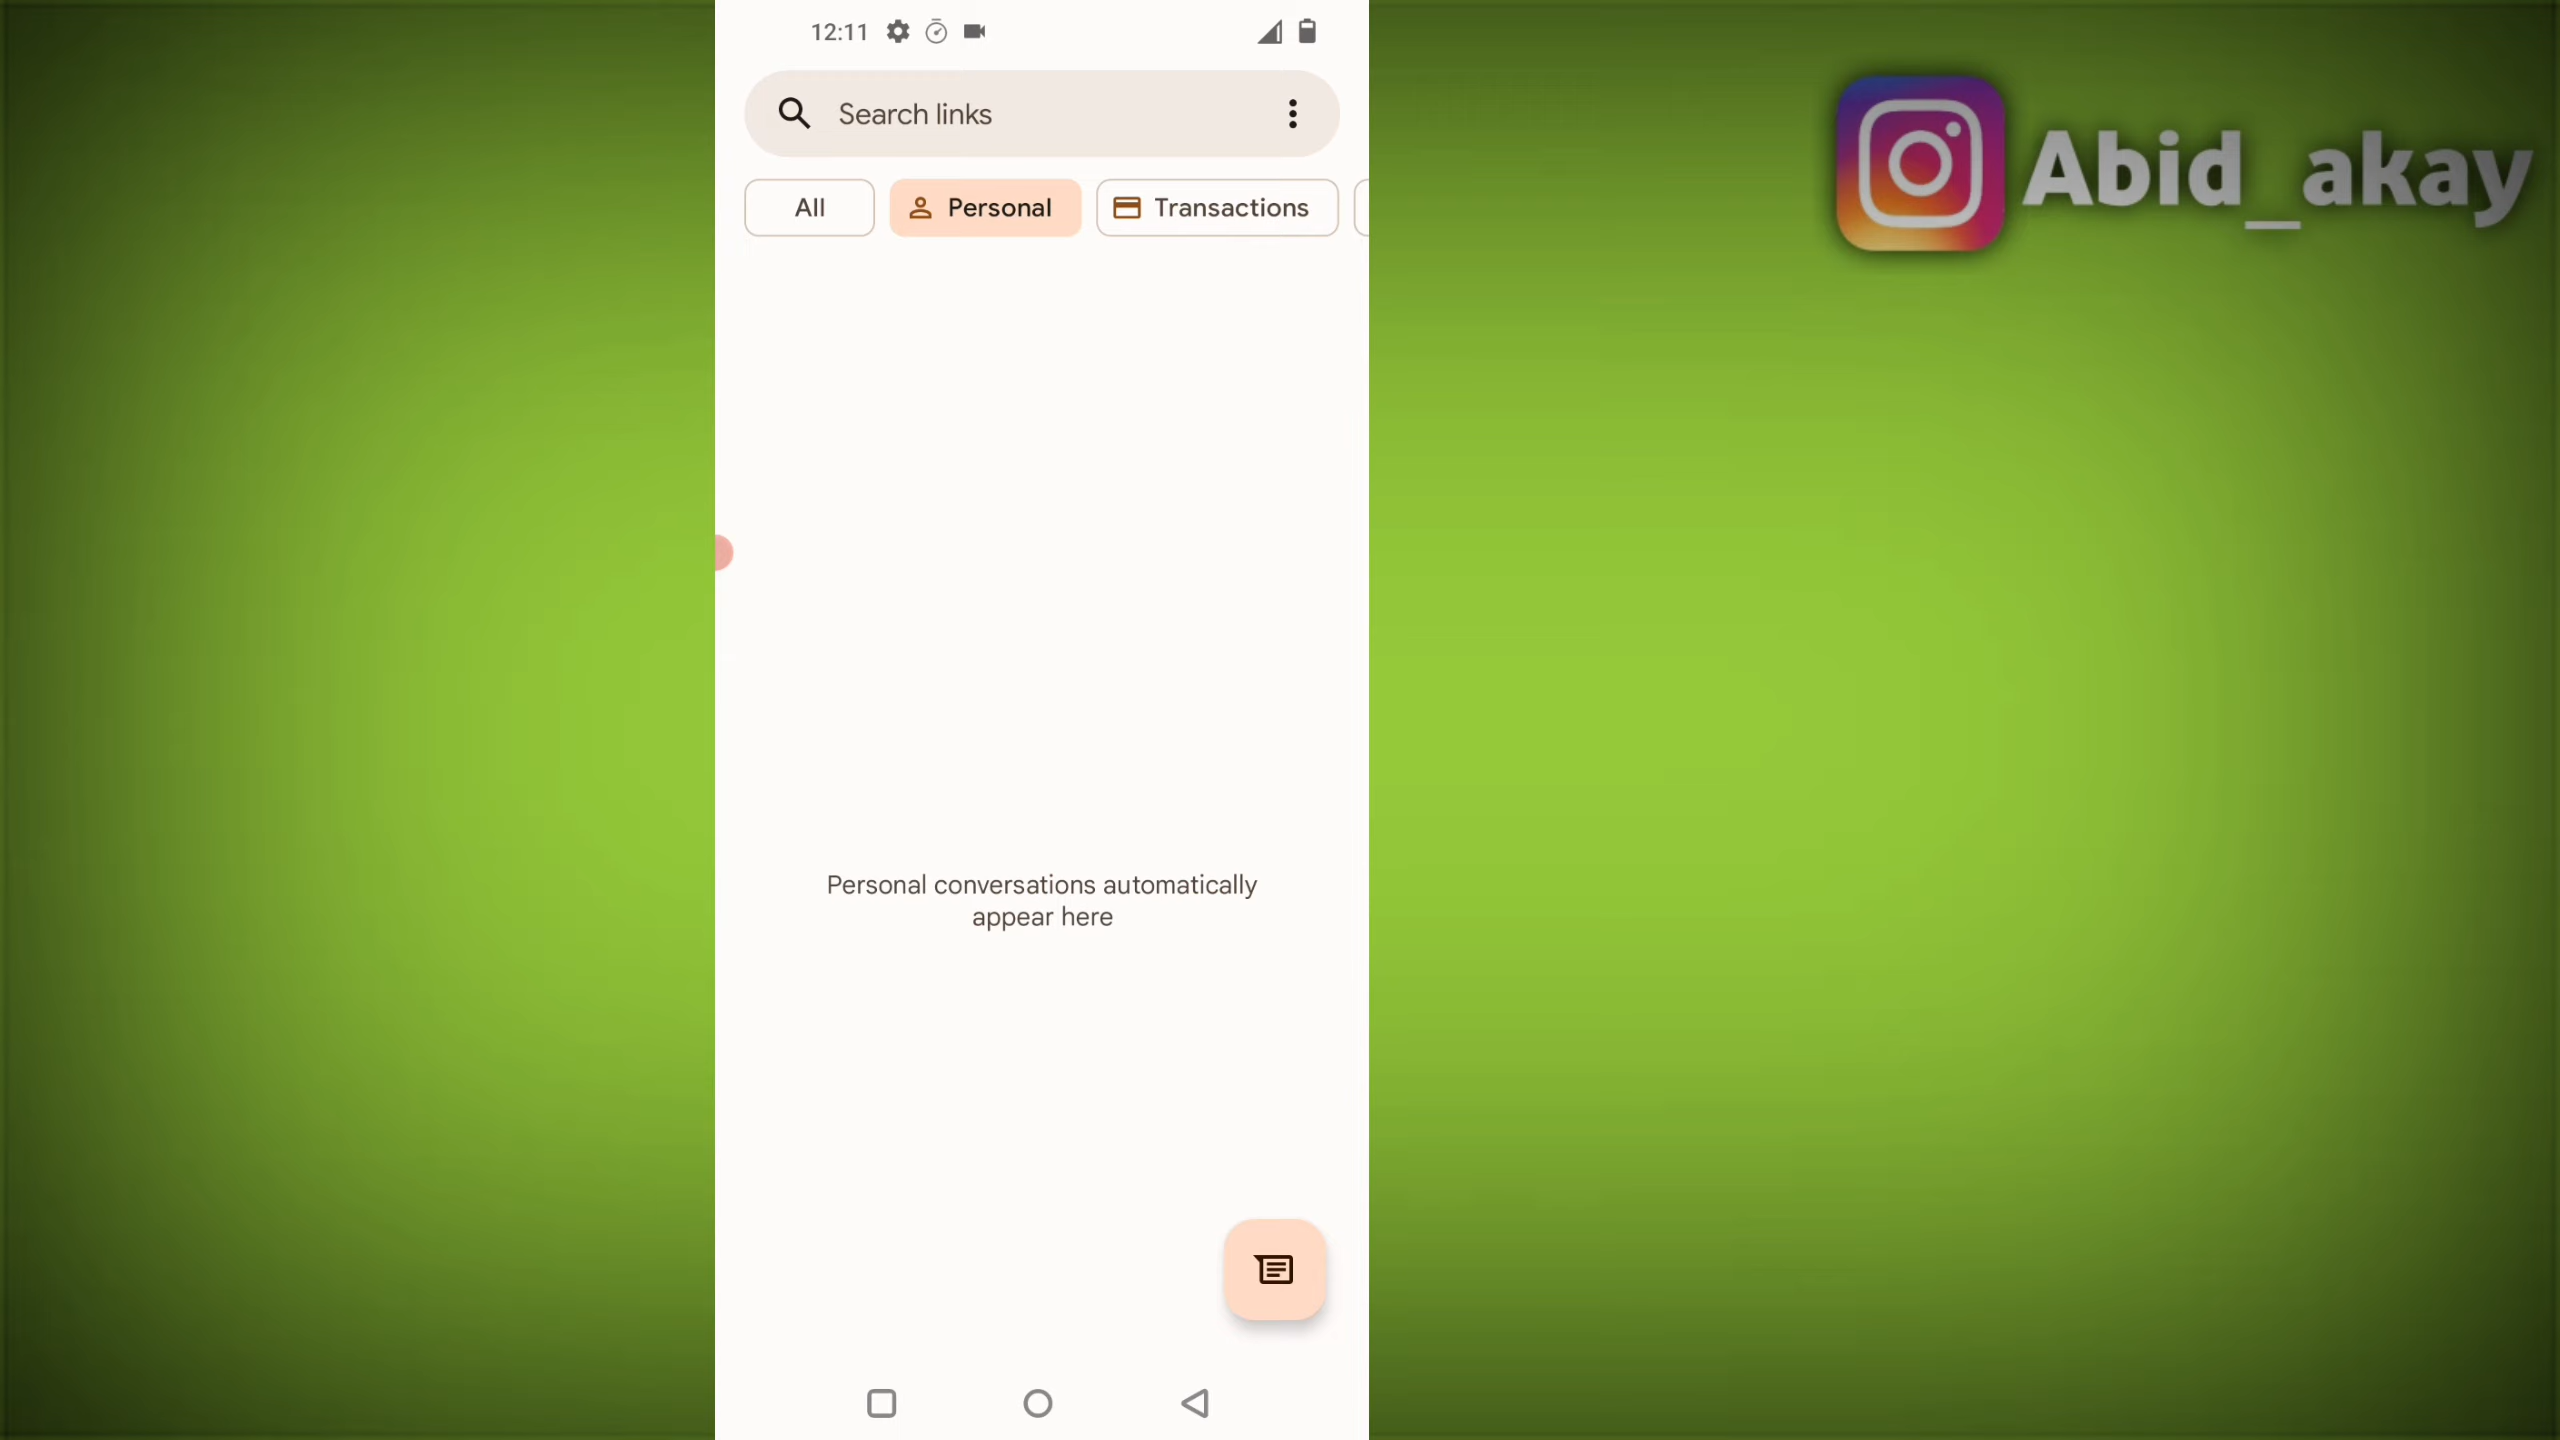 12:11
Search links
All
Personal
Transactions
Abid_akay
Personal conversations automatically
appear here